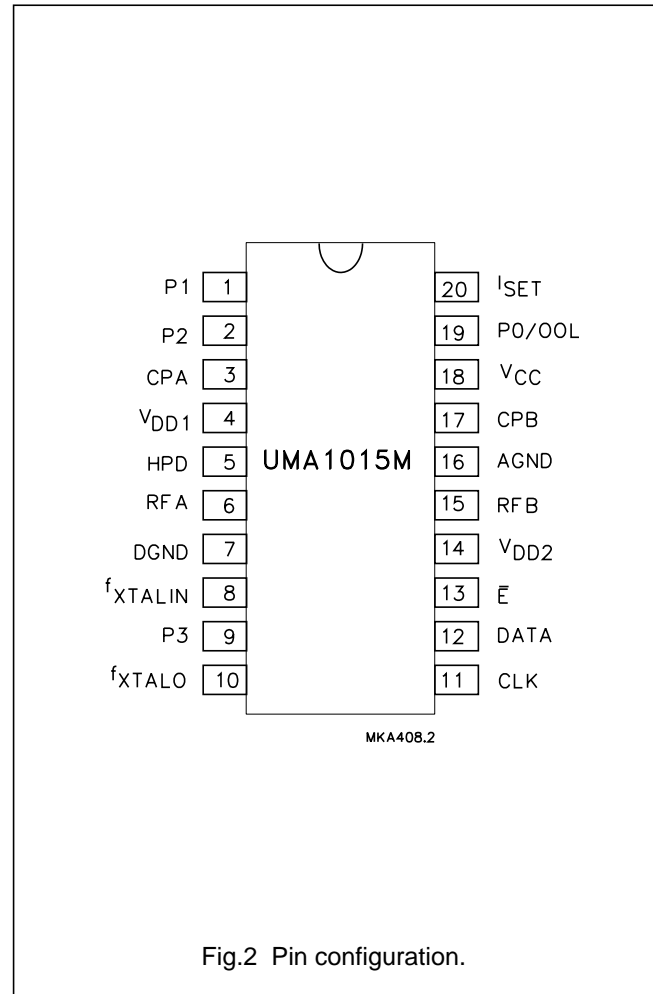 P1 1 20 ISET
P2 2 19 P0/OOL
CPA 3 18 VCC
VDD1 4 17 CPB
HPD 5 UMA1015M 16 AGND
RFA 6 15 RFB
DGND 7 14 VDD2
fXTALIN 8 13 E̅
P3 9 12 DATA
fXTALO 10 11 CLK
MKA408.2
Fig.2 Pin configuration.